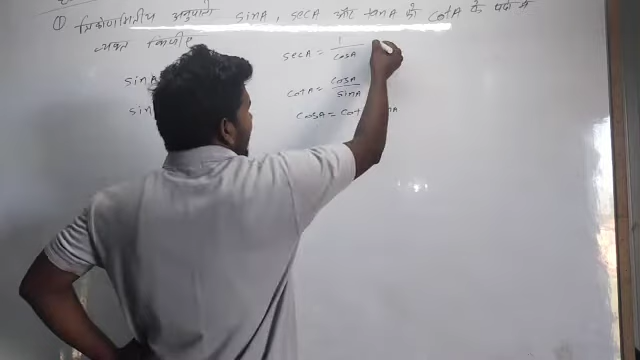 ① त्रिकोणमितीय अनुपातों sinA, secA और tanA को cotA के पदों में
व्यक्त कीजिए
sinA
sin
secA = 1/cosA
cotA = cosA/sinA
cosA = cot